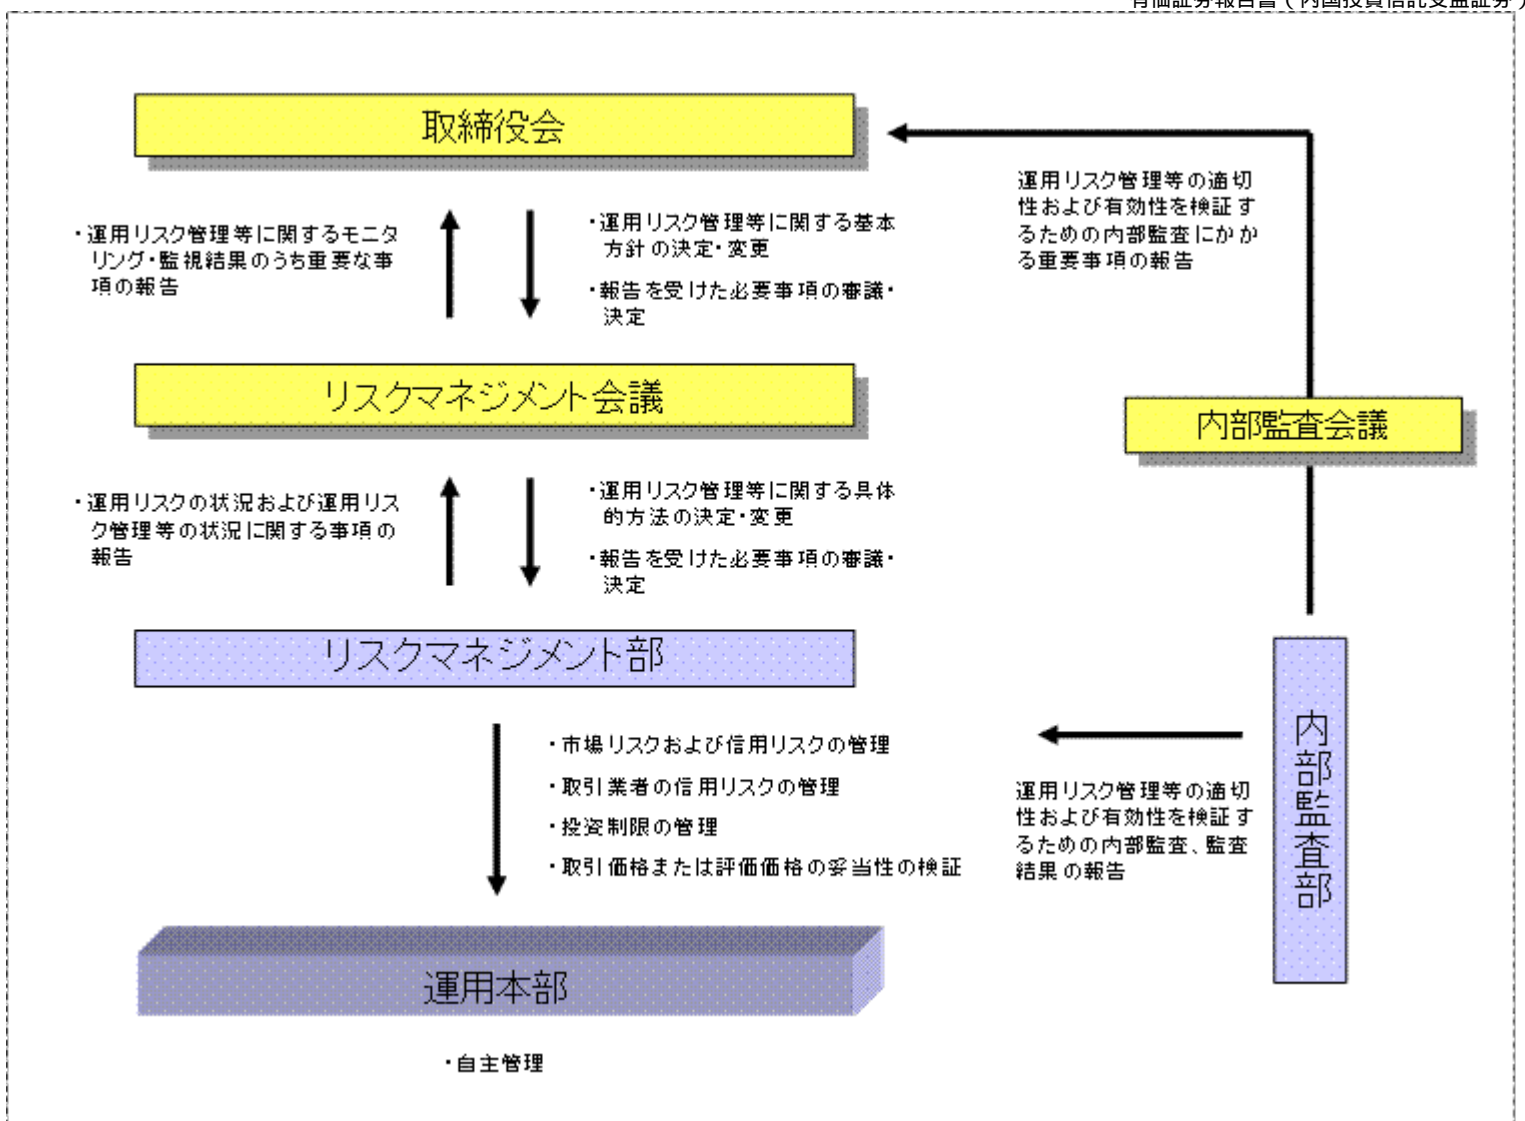 有価証券報告書（内国投資信託受益証券）
取締役会
・運用リスク管理等に関するモニタ
リング・監視結果のうち重要な事
項の報告
・運用リスク管理等に関する基本
方針の決定・変更
・報告を受けた必要事項の審議・
決定
運用リスク管理等の適切
性および有効性を検証す
るための内部監査にかか
る重要事項の報告
リスクマネジメント会議
内部監査会議
・運用リスクの状況および運用リス
ク管理等の状況に関する事項の
報告
・運用リスク管理等に関する具体
的方法の決定・変更
・報告を受けた必要事項の審議・
決定
リスクマネジメント部
・市場リスクおよび信用リスクの管理
・取引業者の信用リスクの管理
・投資制限の管理
・取引価格または評価価格の妥当性の検証
運用リスク管理等の適切
性および有効性を検証す
るための内部監査、監査
結果の報告
内部監査部
運用本部
・自主管理